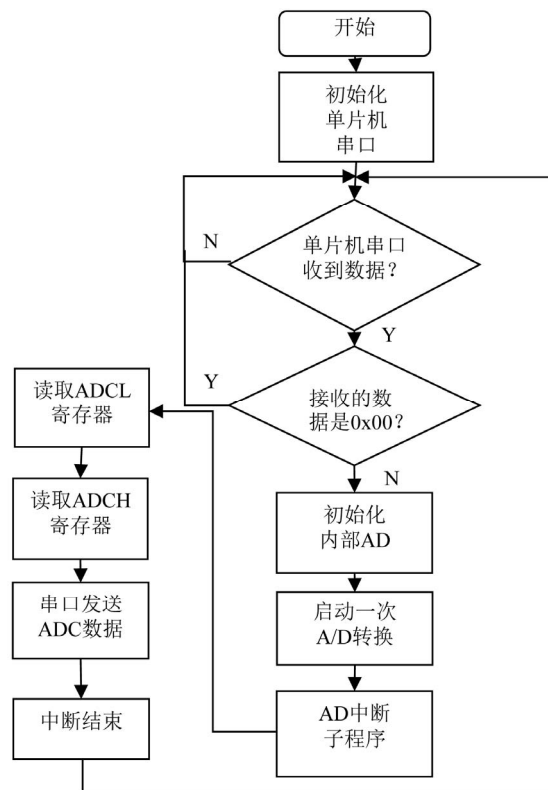 开始
初始化
单片机
串口
N
单片机串口
收到数据？
Y
Y
接收的数
据是0x00？
N
初始化
内部AD
启动一次
A/D转换
AD中断
子程序
读取ADCL
寄存器
读取ADCH
寄存器
串口发送
ADC数据
中断结束